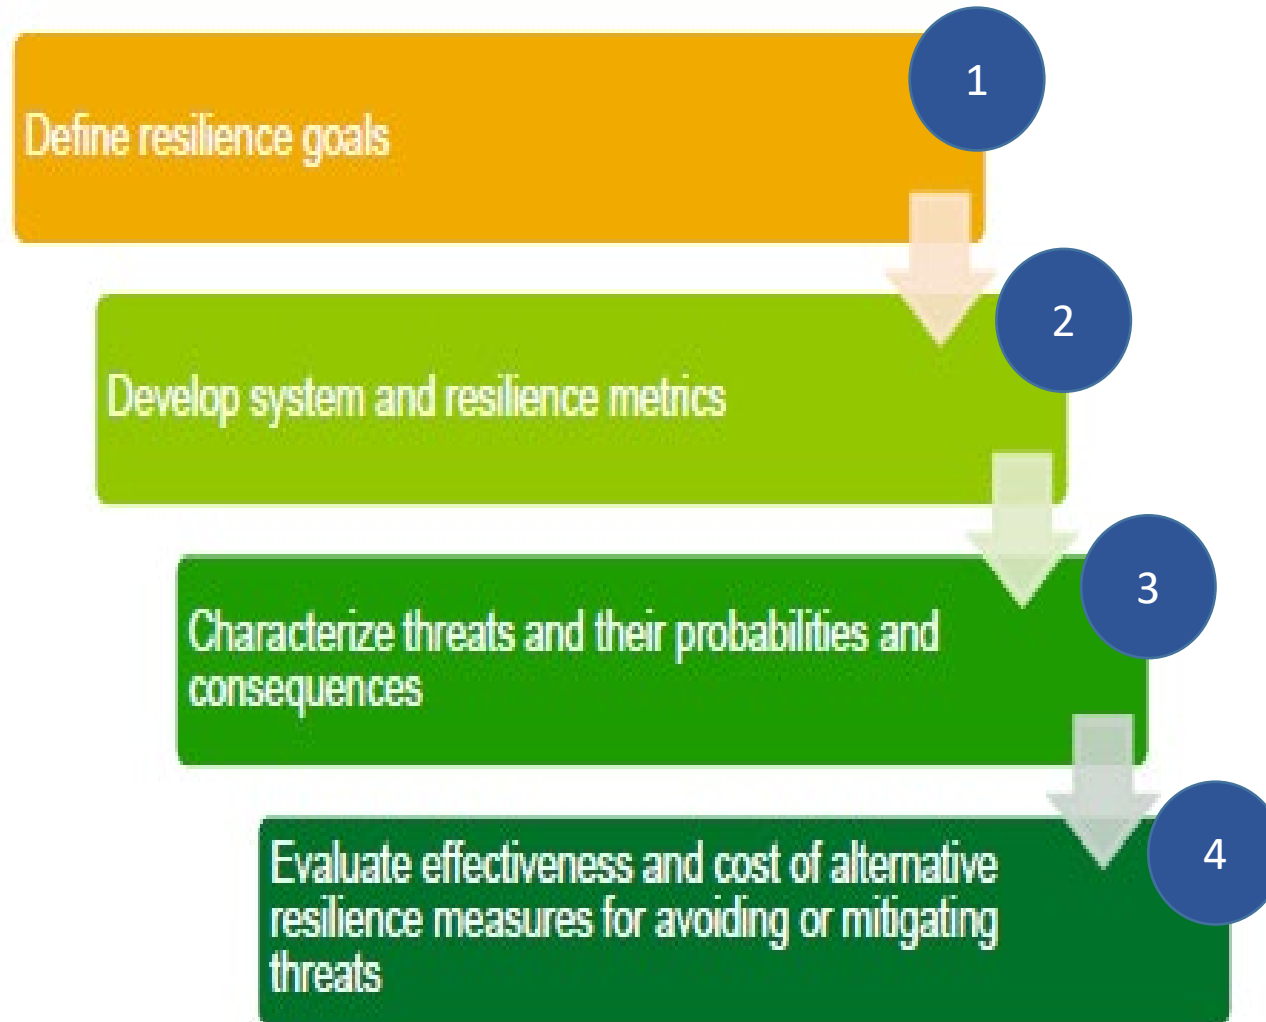 1
Define resilience goals
2
Develop system and resilience metrics
3
Characterize threats and their probabilities and
consequences
4
Evaluate effectiveness and cost of alternative
resilience measures for avoiding or mitigating
threats